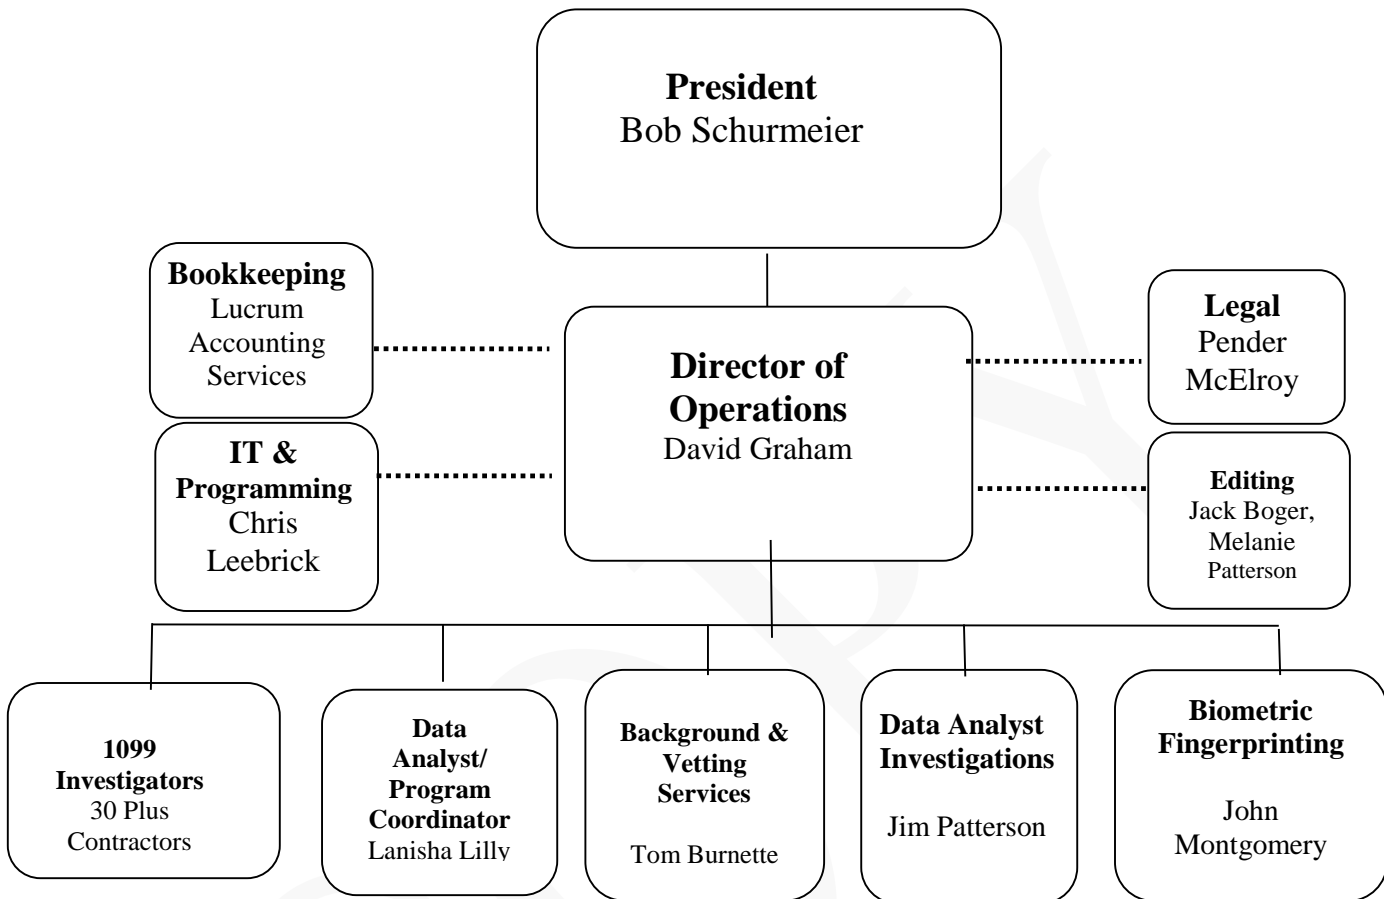 President
Bob Schurmeier
Bookkeeping
Lucrum
Accounting
Services
Legal
Pender
McElroy
Director of
Operations
David Graham
IT &
Programming
Chris
Leebrick
Editing
Jack Boger,
Melanie
Patterson
1099
Investigators
30 Plus
Contractors
Data
Analyst/
Program
Coordinator
Lanisha Lilly
Background &
Vetting
Services
Tom Burnette
Data Analyst
Investigations
Jim Patterson
Biometric
Fingerprinting
John
Montgomery